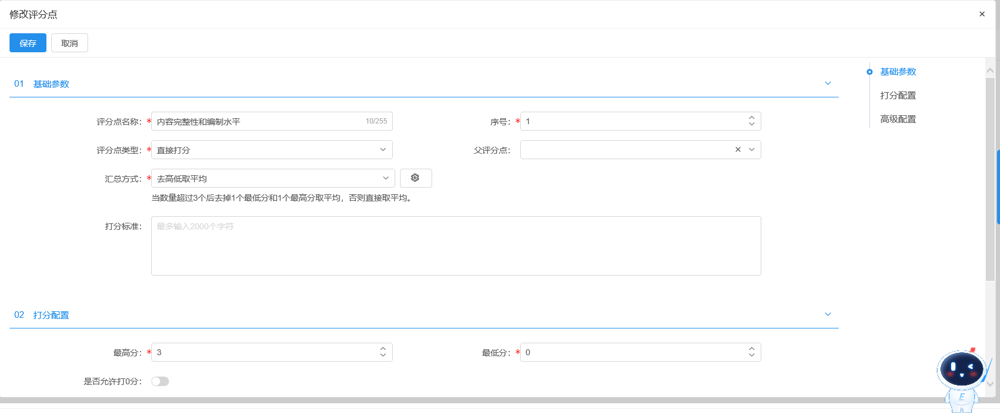 修改评分点
保存 取消
01 基础参数
基础参数
打分配置
高级配置
评分点名称: *内容完整性和编制水平 10/255 序号: *1
评分点类型: *直接打分 父评分点:
汇总方式: *去高低取平均
当数量超过3个后去掉1个最低分和1个最高分取平均，否则直接取平均。
打分标准: 最多输入2000个字符
02 打分配置
最高分: *3 最低分: *0
是否允许打0分:
E